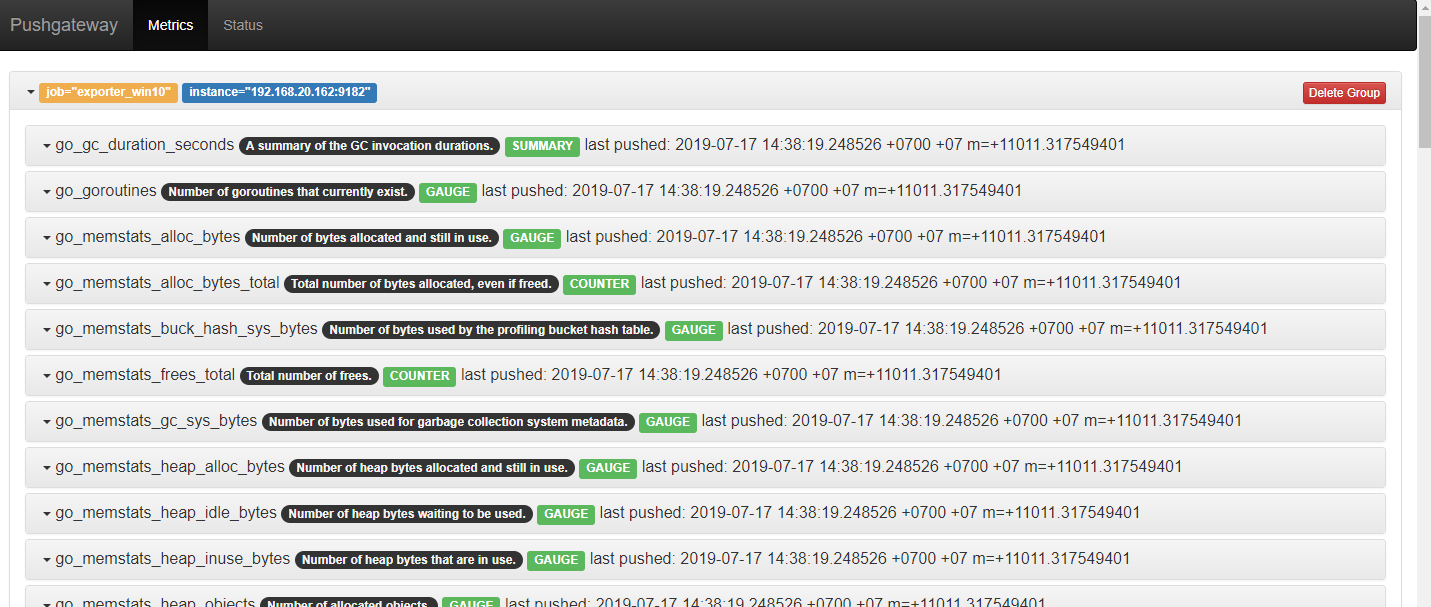 Pushgateway Metrics Status
job="exporter_win10" instance="192.168.20.162:9182" Delete Group
go_gc_duration_seconds A summary of the GC invocation durations. SUMMARY last pushed: 2019-07-17 14:38:19.248526 +0700 +07 m=+11011.317549401
go_goroutines Number of goroutines that currently exist. GAUGE last pushed: 2019-07-17 14:38:19.248526 +0700 +07 m=+11011.317549401
go_memstats_alloc_bytes Number of bytes allocated and still in use. GAUGE last pushed: 2019-07-17 14:38:19.248526 +0700 +07 m=+11011.317549401
go_memstats_alloc_bytes_total Total number of bytes allocated, even if freed. COUNTER last pushed: 2019-07-17 14:38:19.248526 +0700 +07 m=+11011.317549401
go_memstats_buck_hash_sys_bytes Number of bytes used by the profiling bucket hash table. GAUGE last pushed: 2019-07-17 14:38:19.248526 +0700 +07 m=+11011.317549401
go_memstats_frees_total Total number of frees. COUNTER last pushed: 2019-07-17 14:38:19.248526 +0700 +07 m=+11011.317549401
go_memstats_gc_sys_bytes Number of bytes used for garbage collection system metadata. GAUGE last pushed: 2019-07-17 14:38:19.248526 +0700 +07 m=+11011.317549401
go_memstats_heap_alloc_bytes Number of heap bytes allocated and still in use. GAUGE last pushed: 2019-07-17 14:38:19.248526 +0700 +07 m=+11011.317549401
go_memstats_heap_idle_bytes Number of heap bytes waiting to be used. GAUGE last pushed: 2019-07-17 14:38:19.248526 +0700 +07 m=+11011.317549401
go_memstats_heap_inuse_bytes Number of heap bytes that are in use. GAUGE last pushed: 2019-07-17 14:38:19.248526 +0700 +07 m=+11011.317549401
go_memstats_heap_objects Number of allocated objects. GAUGE last pushed: 2019-07-17 14:38:19.248526 +0700 +07 m=+11011.317549401